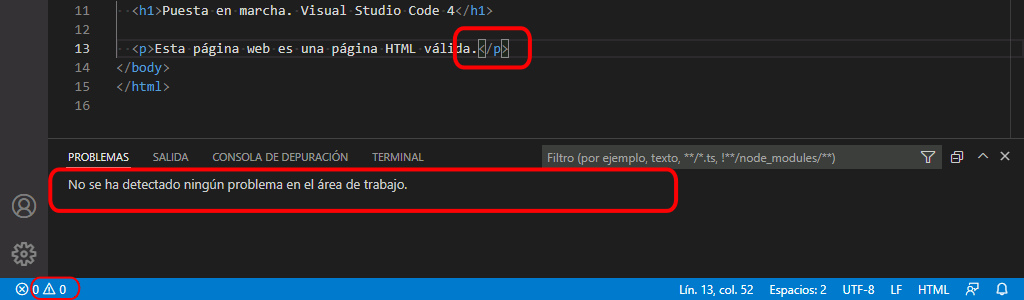 11 <h1>Puesta en marcha. Visual Studio Code 4</h1>
12
13 <p>Esta página web es una página HTML válida.</p>
14 </body>
15 </html>
16
PROBLEMAS SALIDA CONSOLA DE DEPURACIÓN TERMINAL Filtro (por ejemplo, texto, **/*.ts, !**/node_modules/**)
No se ha detectado ningún problema en el área de trabajo.
0 0 Lín. 13, col. 52 Espacios: 2 UTF-8 LF HTML